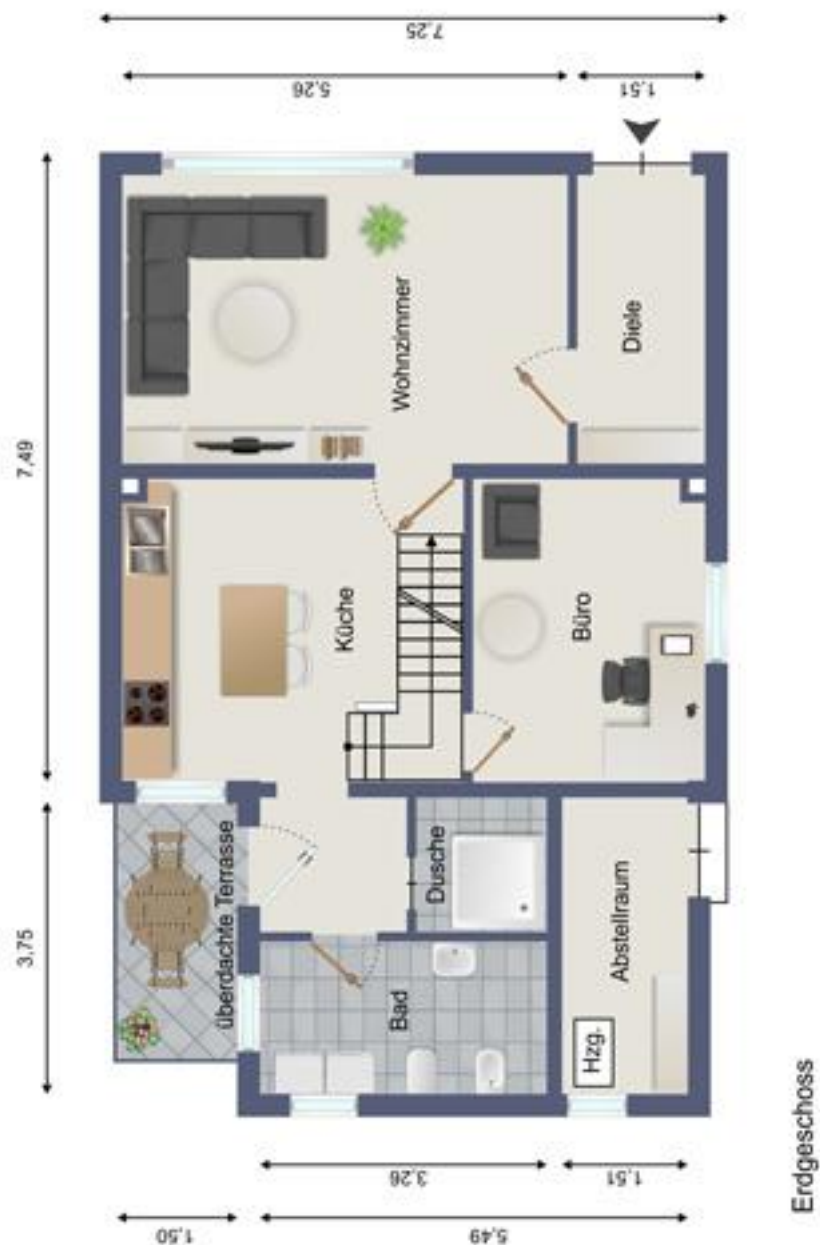 7,25
5,26
1,51
7,49
3,75
Wohnzimmer
Diele
Küche
Büro
überdachte Terrasse
Dusche
Bad
Abstellraum
Hzg.
3,26
1,51
1,50
5,49
Erdgeschoss